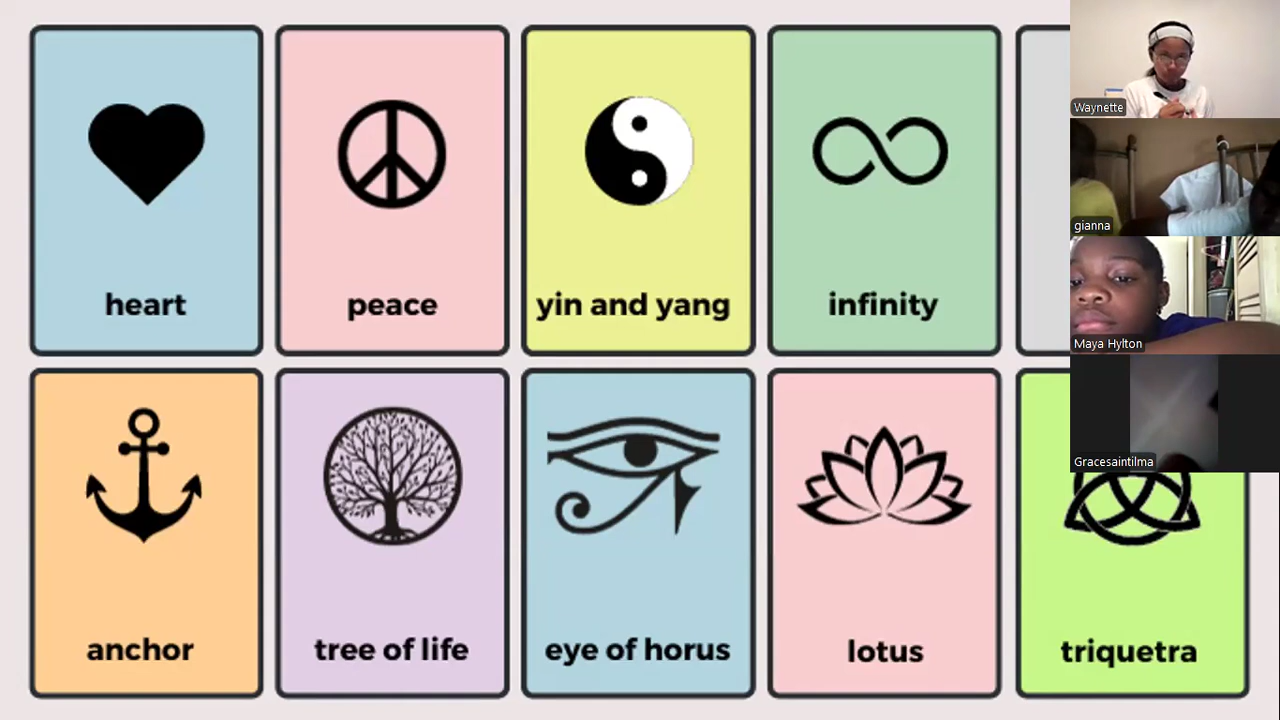 heart
peace
yin and yang
infinity
anchor
tree of life
eye of horus
lotus
triquetra
Waynette
gianna
Maya Hylton
Gracesaintilma